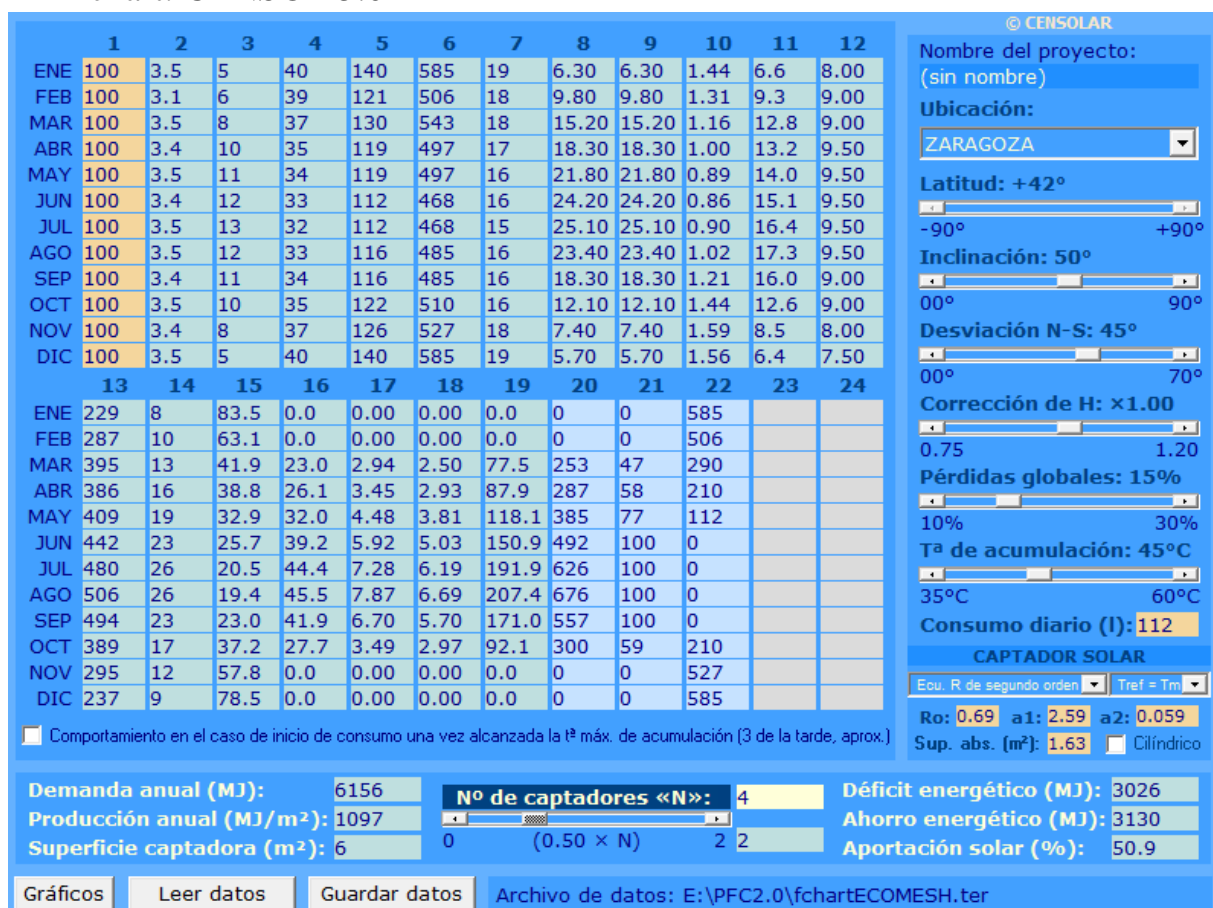 © CENSOLAR
1 2 3 4 5 6 7 8 9 10 11 12
ENE 100 3.5 5 40 140 585 19 6.30 6.30 1.44 6.6 8.00
FEB 100 3.1 6 39 121 506 18 9.80 9.80 1.31 9.3 9.00
MAR 100 3.5 8 37 130 543 18 15.20 15.20 1.16 12.8 9.00
ABR 100 3.4 10 35 119 497 17 18.30 18.30 1.00 13.2 9.50
MAY 100 3.5 11 34 119 497 16 21.80 21.80 0.89 14.0 9.50
JUN 100 3.4 12 33 112 468 16 24.20 24.20 0.86 15.1 9.50
JUL 100 3.5 13 32 112 468 15 25.10 25.10 0.90 16.4 9.50
AGO 100 3.5 12 33 116 485 16 23.40 23.40 1.02 17.3 9.50
SEP 100 3.4 11 34 116 485 16 18.30 18.30 1.21 16.0 9.50
OCT 100 3.5 10 35 122 510 16 12.10 12.10 1.44 12.6 9.00
NOV 100 3.4 8 37 126 527 18 7.40 7.40 1.59 8.5 8.00
DIC 100 3.5 5 40 140 585 19 5.70 5.70 1.56 6.4 7.50
13 14 15 16 17 18 19 20 21 22 23 24
ENE 229 8 83.5 0.0 0.00 0.00 0.0 0 0 585
FEB 287 10 63.1 0.0 0.00 0.00 0.0 0 0 506
MAR 395 13 41.9 23.0 2.94 2.50 77.5 253 47 290
ABR 386 16 38.8 26.1 3.45 2.93 87.9 287 58 210
MAY 409 19 32.9 32.0 4.48 3.81 118.1 385 77 112
JUN 442 23 25.7 39.2 5.92 5.03 150.9 492 100 0
JUL 480 26 20.5 44.4 7.28 6.19 191.9 626 100 0
AGO 506 26 19.4 45.5 7.87 6.69 207.4 676 100 0
SEP 494 23 23.0 41.9 6.70 5.70 171.0 557 100 0
OCT 389 17 37.2 27.7 3.49 2.97 92.1 300 59 210
NOV 295 12 57.8 0.0 0.00 0.00 0.0 0 0 527
DIC 237 9 78.5 0.0 0.00 0.00 0.0 0 0 585
Comportamiento en el caso de inicio de consumo una vez alcanzada la tª máx. de acumulación (3 de la tarde, aprox.)
Nombre del proyecto:
(sin nombre)
Ubicación:
ZARAGOZA
Latitud: +42º
-90º +90º
Inclinación: 50º
00º 90º
Desviación N-S: 45º
00º 70º
Corrección de H: ×1.00
0.75 1.20
Pérdidas globales: 15%
10% 30%
Tª de acumulación: 45ºC
35ºC 60ºC
Consumo diario (l): 112
CAPTADOR SOLAR
Ecu. R de segundo orden Tref = Tm
Ro: 0.69 a1: 2.59 a2: 0.059
Sup. abs. (m²): 1.63 Cilíndrico
Demanda anual (MJ): 6156
Producción anual (MJ/m²): 1097
Superficie captadora (m²): 6
Nº de captadores «N»: 4
0 (0.50 × N) 2 2
Déficit energético (MJ): 3026
Ahorro energético (MJ): 3130
Aportación solar (%): 50.9
Gráficos Leer datos Guardar datos Archivo de datos: E:\PFC2.0\fchartECOMESH.ter